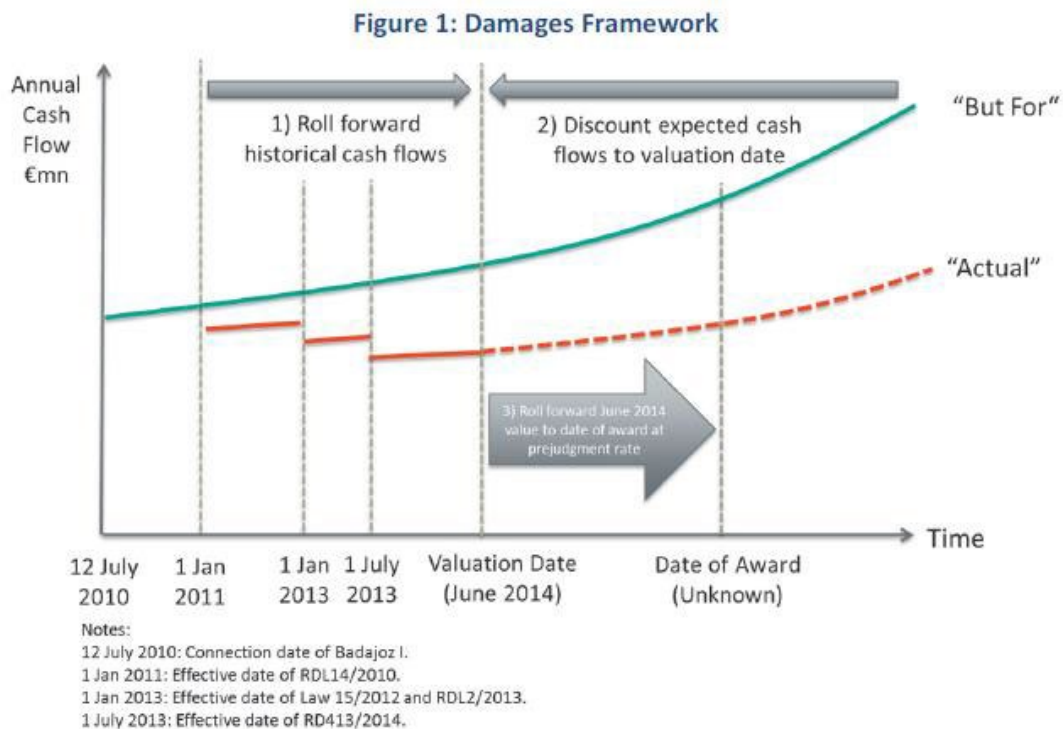 Figure 1: Damages Framework
Annual
Cash
Flow
€mn
1) Roll forward
historical cash flows
2) Discount expected cash
flows to valuation date
“But For”
“Actual”
3) Roll forward June 2014
value to date of award at
prejudgment rate
Time
12 July
2010
1 Jan
2011
1 Jan
2013
1 July
2013
Valuation Date
(June 2014)
Date of Award
(Unknown)
Notes:
12 July 2010: Connection date of Badajoz I.
1 Jan 2011: Effective date of RDL14/2010.
1 Jan 2013: Effective date of Law 15/2012 and RDL2/2013.
1 July 2013: Effective date of RD413/2014.